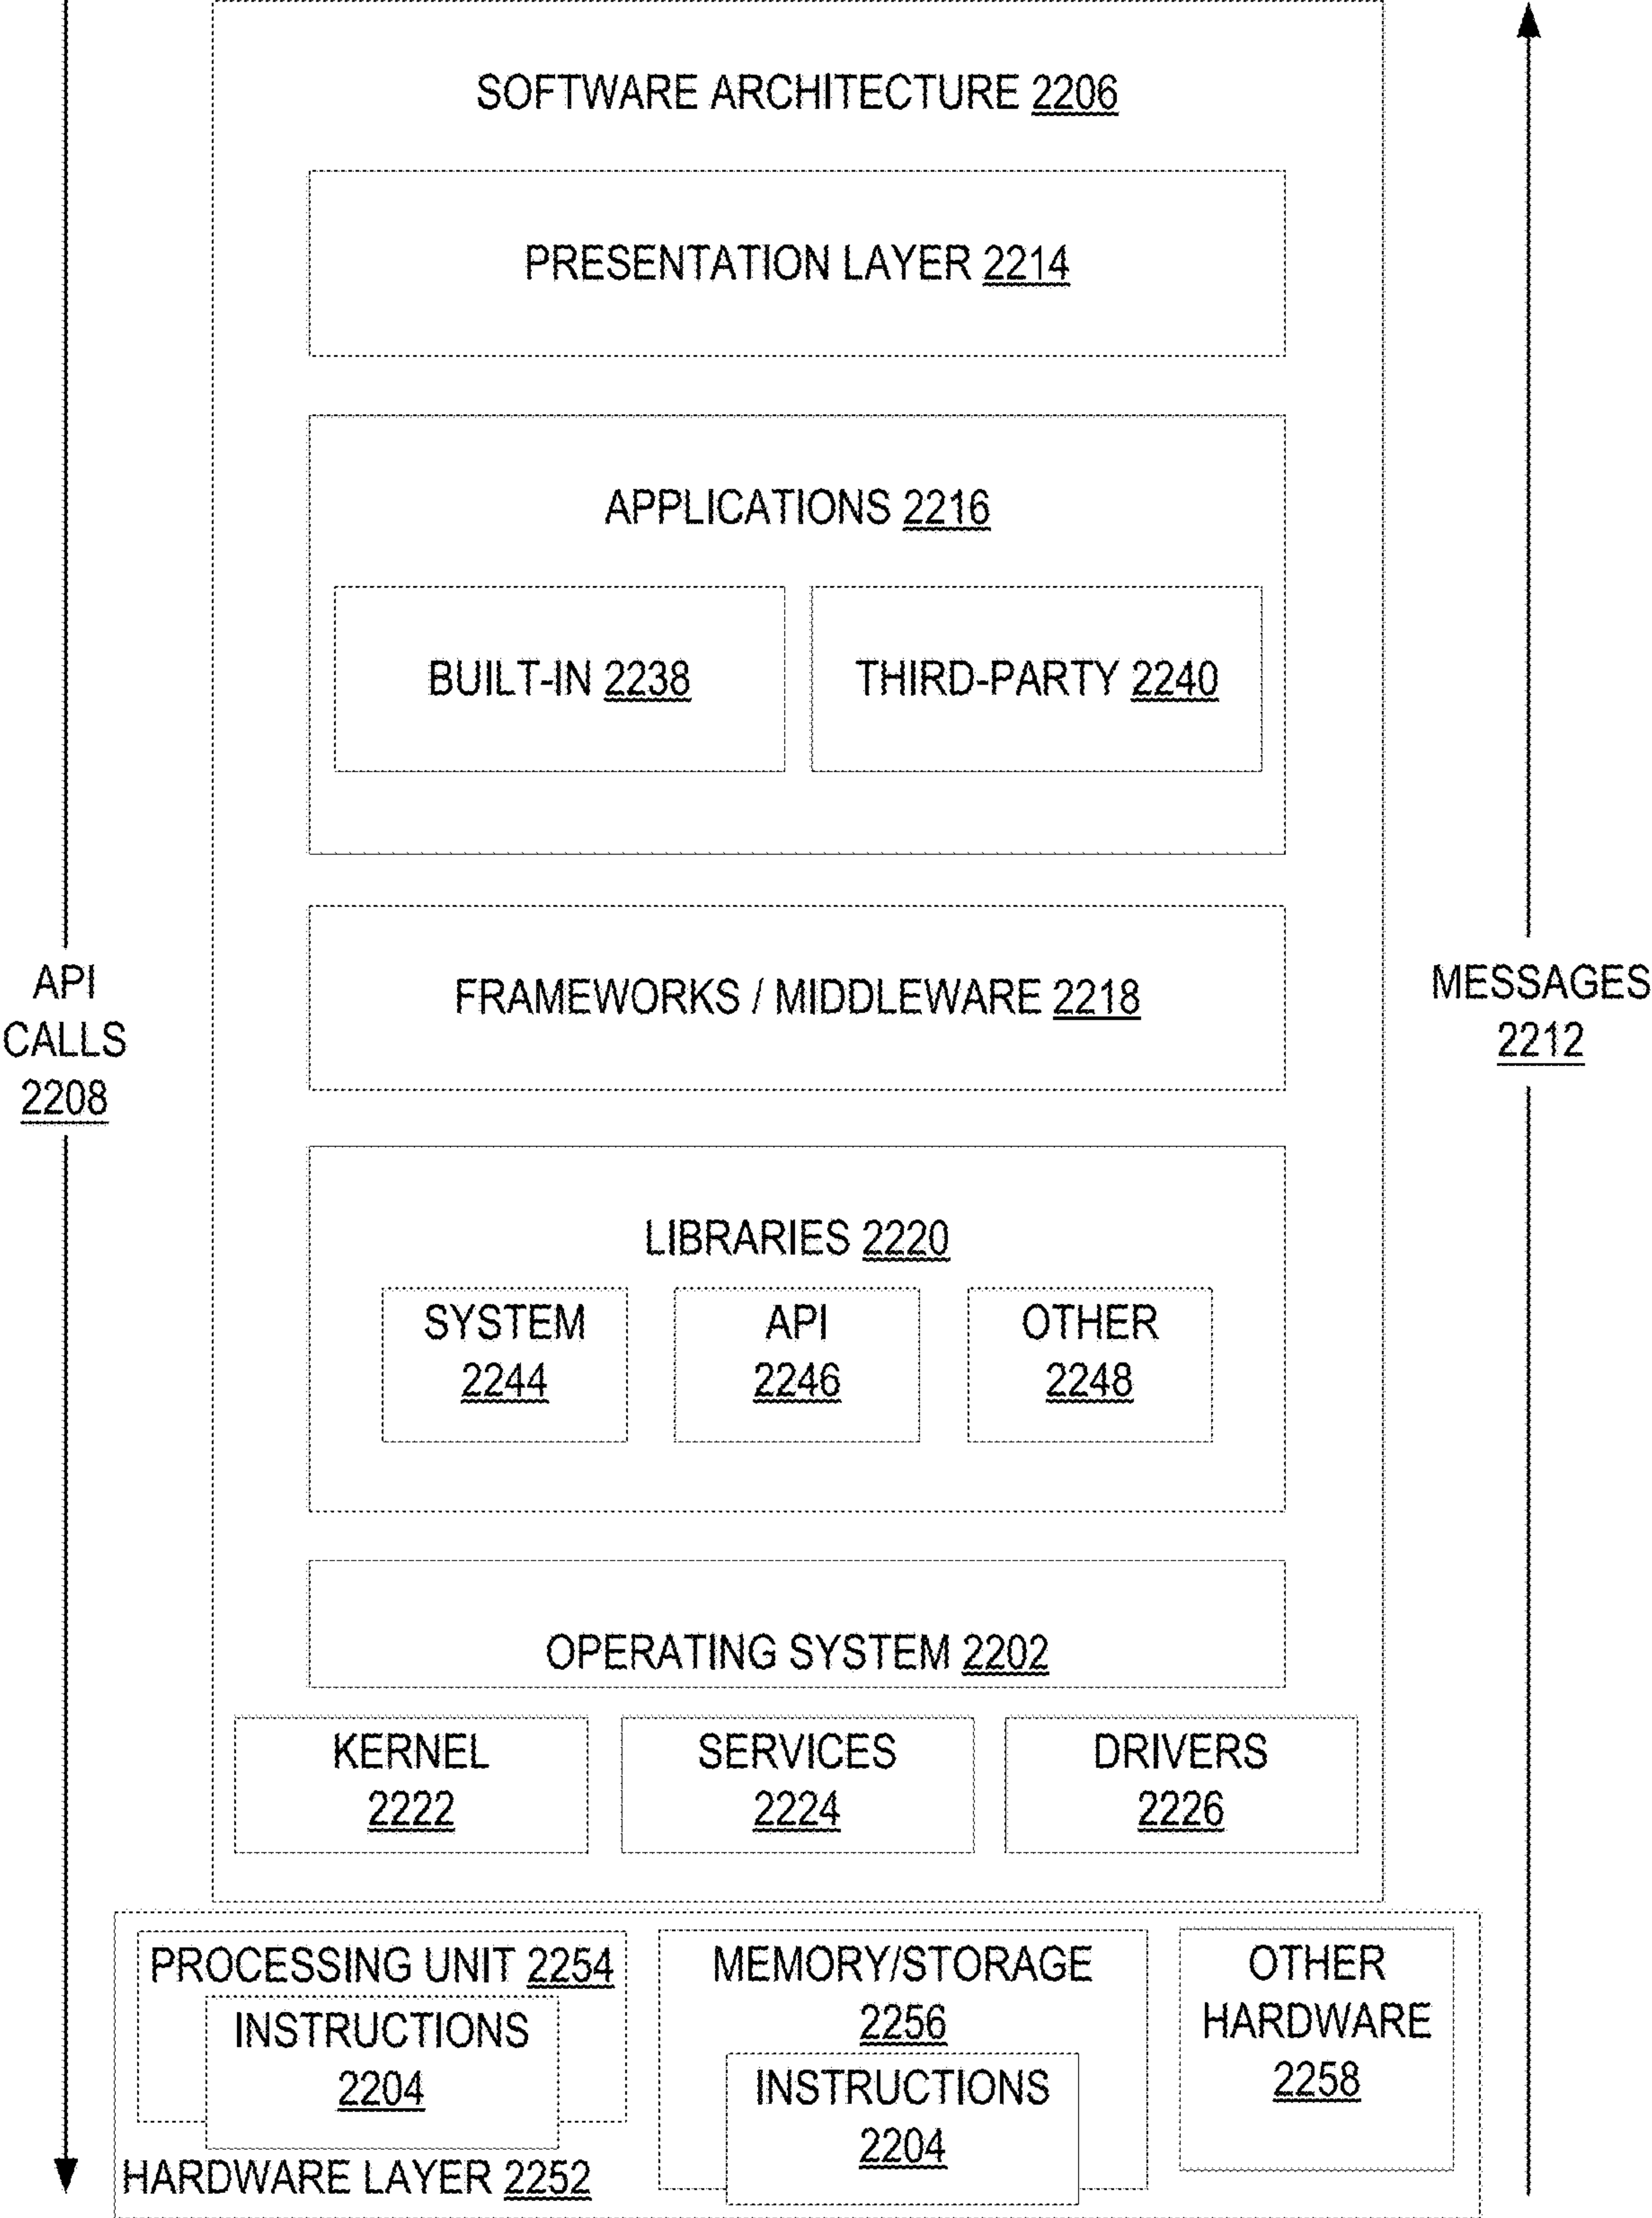 SOFTWARE ARCHITECTURE 2206
PRESENTATION LAYER 2214
APPLICATIONS 2216
BUILT-IN 2238
THIRD-PARTY 2240
API
CALLS
2208
FRAMEWORKS / MIDDLEWARE 2218
MESSAGES
2212
LIBRARIES 2220
SYSTEM
2244
API
2246
OTHER
2248
OPERATING SYSTEM 2202
KERNEL
2222
SERVICES
2224
DRIVERS
2226
PROCESSING UNIT 2254
INSTRUCTIONS
2204
MEMORY/STORAGE
2256
INSTRUCTIONS
2204
OTHER
HARDWARE
2258
HARDWARE LAYER 2252